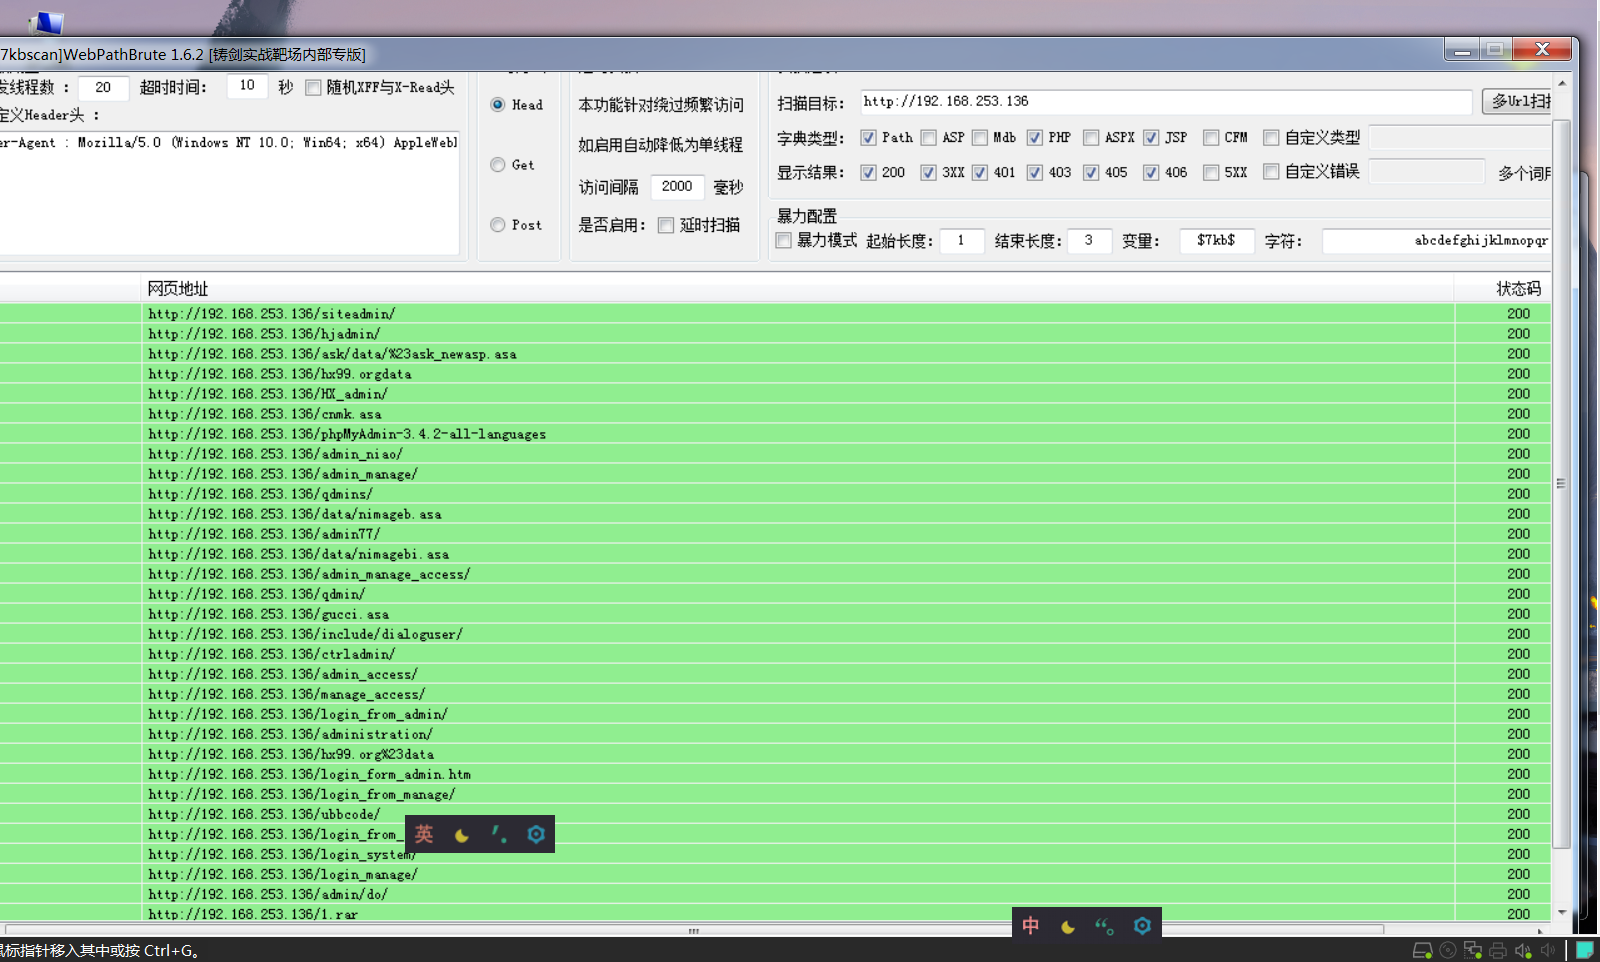 7kbscan]WebPathBrute 1.6.2 [铸剑实战靶场内部专版]
发线程数 : 20 超时时间: 10 秒 随机XFF与X-Read头
定义Header头 :
er-Agent : Mozilla/5.0 (Windows NT 10.0; Win64; x64) AppleWebl
Head
Get
Post
本功能针对绕过频繁访问
如启用自动降低为单线程
访问间隔 2000 毫秒
是否启用: 延时扫描
扫描目标: http://192.168.253.136 多Url扫描
字典类型: Path ASP Mdb PHP ASPX JSP CFM 自定义类型
显示结果: 200 3XX 401 403 405 406 5XX 自定义错误 多个词用
暴力配置
暴力模式 起始长度: 1 结束长度: 3 变量: $7kb$ 字符: abcdefghijklmnopqr
网页地址 状态码
http://192.168.253.136/siteadmin/ 200
http://192.168.253.136/hjadmin/ 200
http://192.168.253.136/ask/data/%23ask_newasp.asa 200
http://192.168.253.136/hx99.orgdata 200
http://192.168.253.136/HX_admin/ 200
http://192.168.253.136/cnmk.asa 200
http://192.168.253.136/phpMyAdmin-3.4.2-all-languages 200
http://192.168.253.136/admin_niao/ 200
http://192.168.253.136/admin_manage/ 200
http://192.168.253.136/qdmins/ 200
http://192.168.253.136/data/nimageb.asa 200
http://192.168.253.136/admin77/ 200
http://192.168.253.136/data/nimagebi.asa 200
http://192.168.253.136/admin_manage_access/ 200
http://192.168.253.136/qdmin/ 200
http://192.168.253.136/gucci.asa 200
http://192.168.253.136/include/dialoguser/ 200
http://192.168.253.136/ctrladmin/ 200
http://192.168.253.136/admin_access/ 200
http://192.168.253.136/manage_access/ 200
http://192.168.253.136/login_from_admin/ 200
http://192.168.253.136/administration/ 200
http://192.168.253.136/hx99.org%23data 200
http://192.168.253.136/login_form_admin.htm 200
http://192.168.253.136/login_from_manage/ 200
http://192.168.253.136/ubbcode/ 200
http://192.168.253.136/login_from_ 200
英
http://192.168.253.136/login_system/ 200
http://192.168.253.136/login_manage/ 200
http://192.168.253.136/admin/do/ 200
http://192.168.253.136/1.rar 200
中
鼠标指针移入其中或按 Ctrl+G。